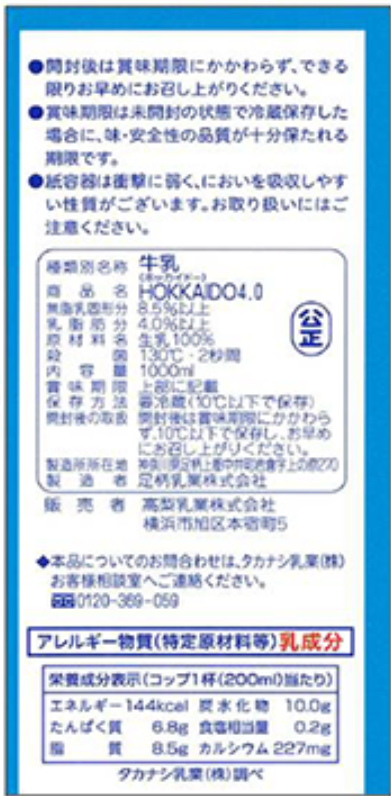 ●開封後は賞味期限にかかわらず、できる
限りお早めにお召し上がりください。
●賞味期限は未開封の状態で冷蔵保存した
場合に、味・安全性の品質が十分保たれる
期限です。
●紙容器は衝撃に弱く、においを吸収しやす
い性質がございます。お取り扱いにはご
注意ください。
種類別名称 牛乳
(ホッカイドー)
商品名 HOKKAIDO4.0
無脂乳固形分 8.5%以上
乳脂肪分 4.0%以上
原材料名 生乳100%
殺菌 130℃・2秒間
内容量 1000ml
賞味期限 上部に記載
保存方法 要冷蔵(10℃以下で保存)
開封後の取扱 開封後は賞味期限にかかわら
ず、10℃以下で保存し、お早め
にお召し上がりください。
製造所所在地 神奈川県足柄上郡中井町
製造者 足柄乳業株式会社
公正
販売者 高梨乳業株式会社
横浜市旭区本宿町5
◆本品についてのお問合わせは、タカナシ乳業(株)
お客様相談室へご連絡ください。
0120-369-059
アレルギー物質(特定原材料等)乳成分
栄養成分表示(コップ1杯(200ml)当たり)
エネルギー 144kcal 炭水化物 10.0g
たんぱく質 6.8g 食塩相当量 0.2g
脂質 8.5g カルシウム 227mg
タカナシ乳業(株)調べ